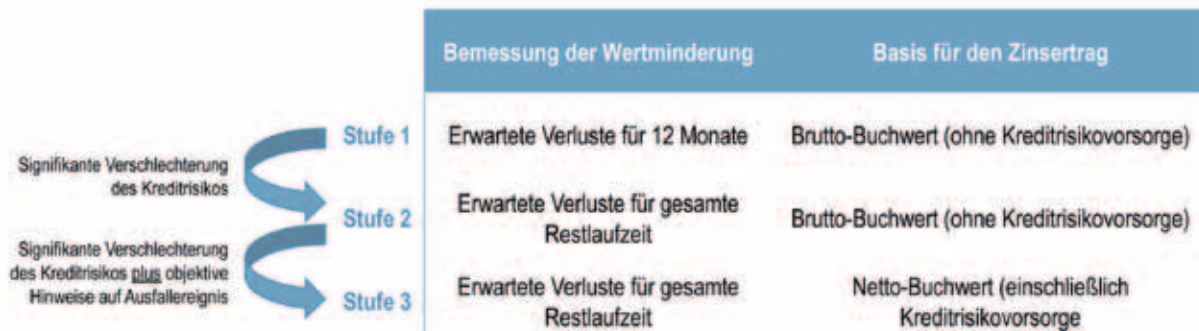 Bemessung der Wertminderung Basis für den Zinsertrag
Stufe 1 Erwartete Verluste für 12 Monate Brutto-Buchwert (ohne Kreditrisikovorsorge)
Signifikante Verschlechterung
des Kreditrisikos
Stufe 2 Erwartete Verluste für gesamte
Restlaufzeit Brutto-Buchwert (ohne Kreditrisikovorsorge)
Signifikante Verschlechterung
des Kreditrisikos plus objektive
Hinweise auf Ausfallereignis
Stufe 3 Erwartete Verluste für gesamte
Restlaufzeit
Netto-Buchwert (einschließlich
Kreditrisikovorsorge